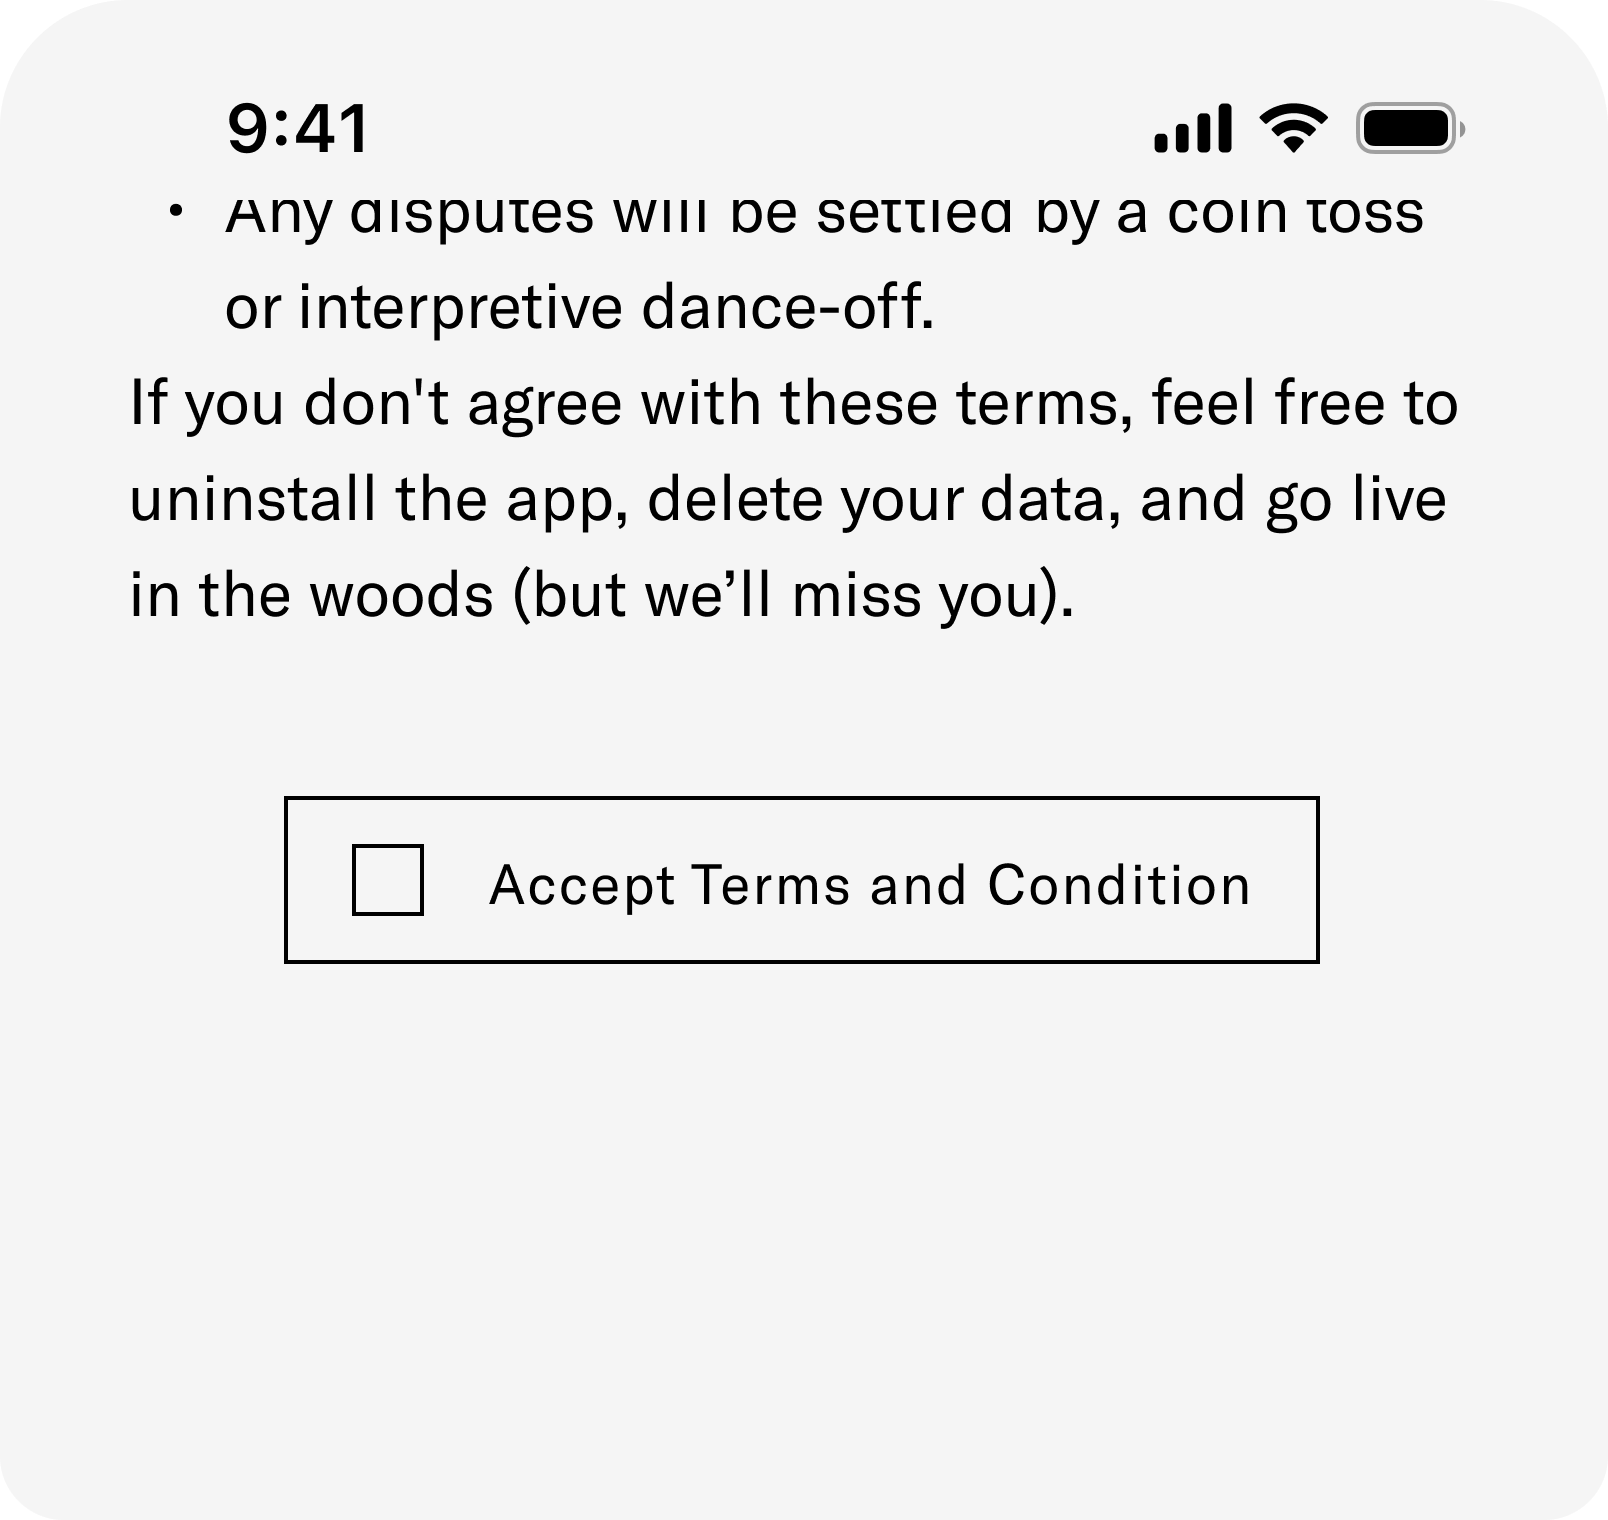 9:41
• Any disputes will be settled by a coin toss
or interpretive dance-off.
If you don't agree with these terms, feel free to
uninstall the app, delete your data, and go live
in the woods (but we’ll miss you).
Accept Terms and Condition